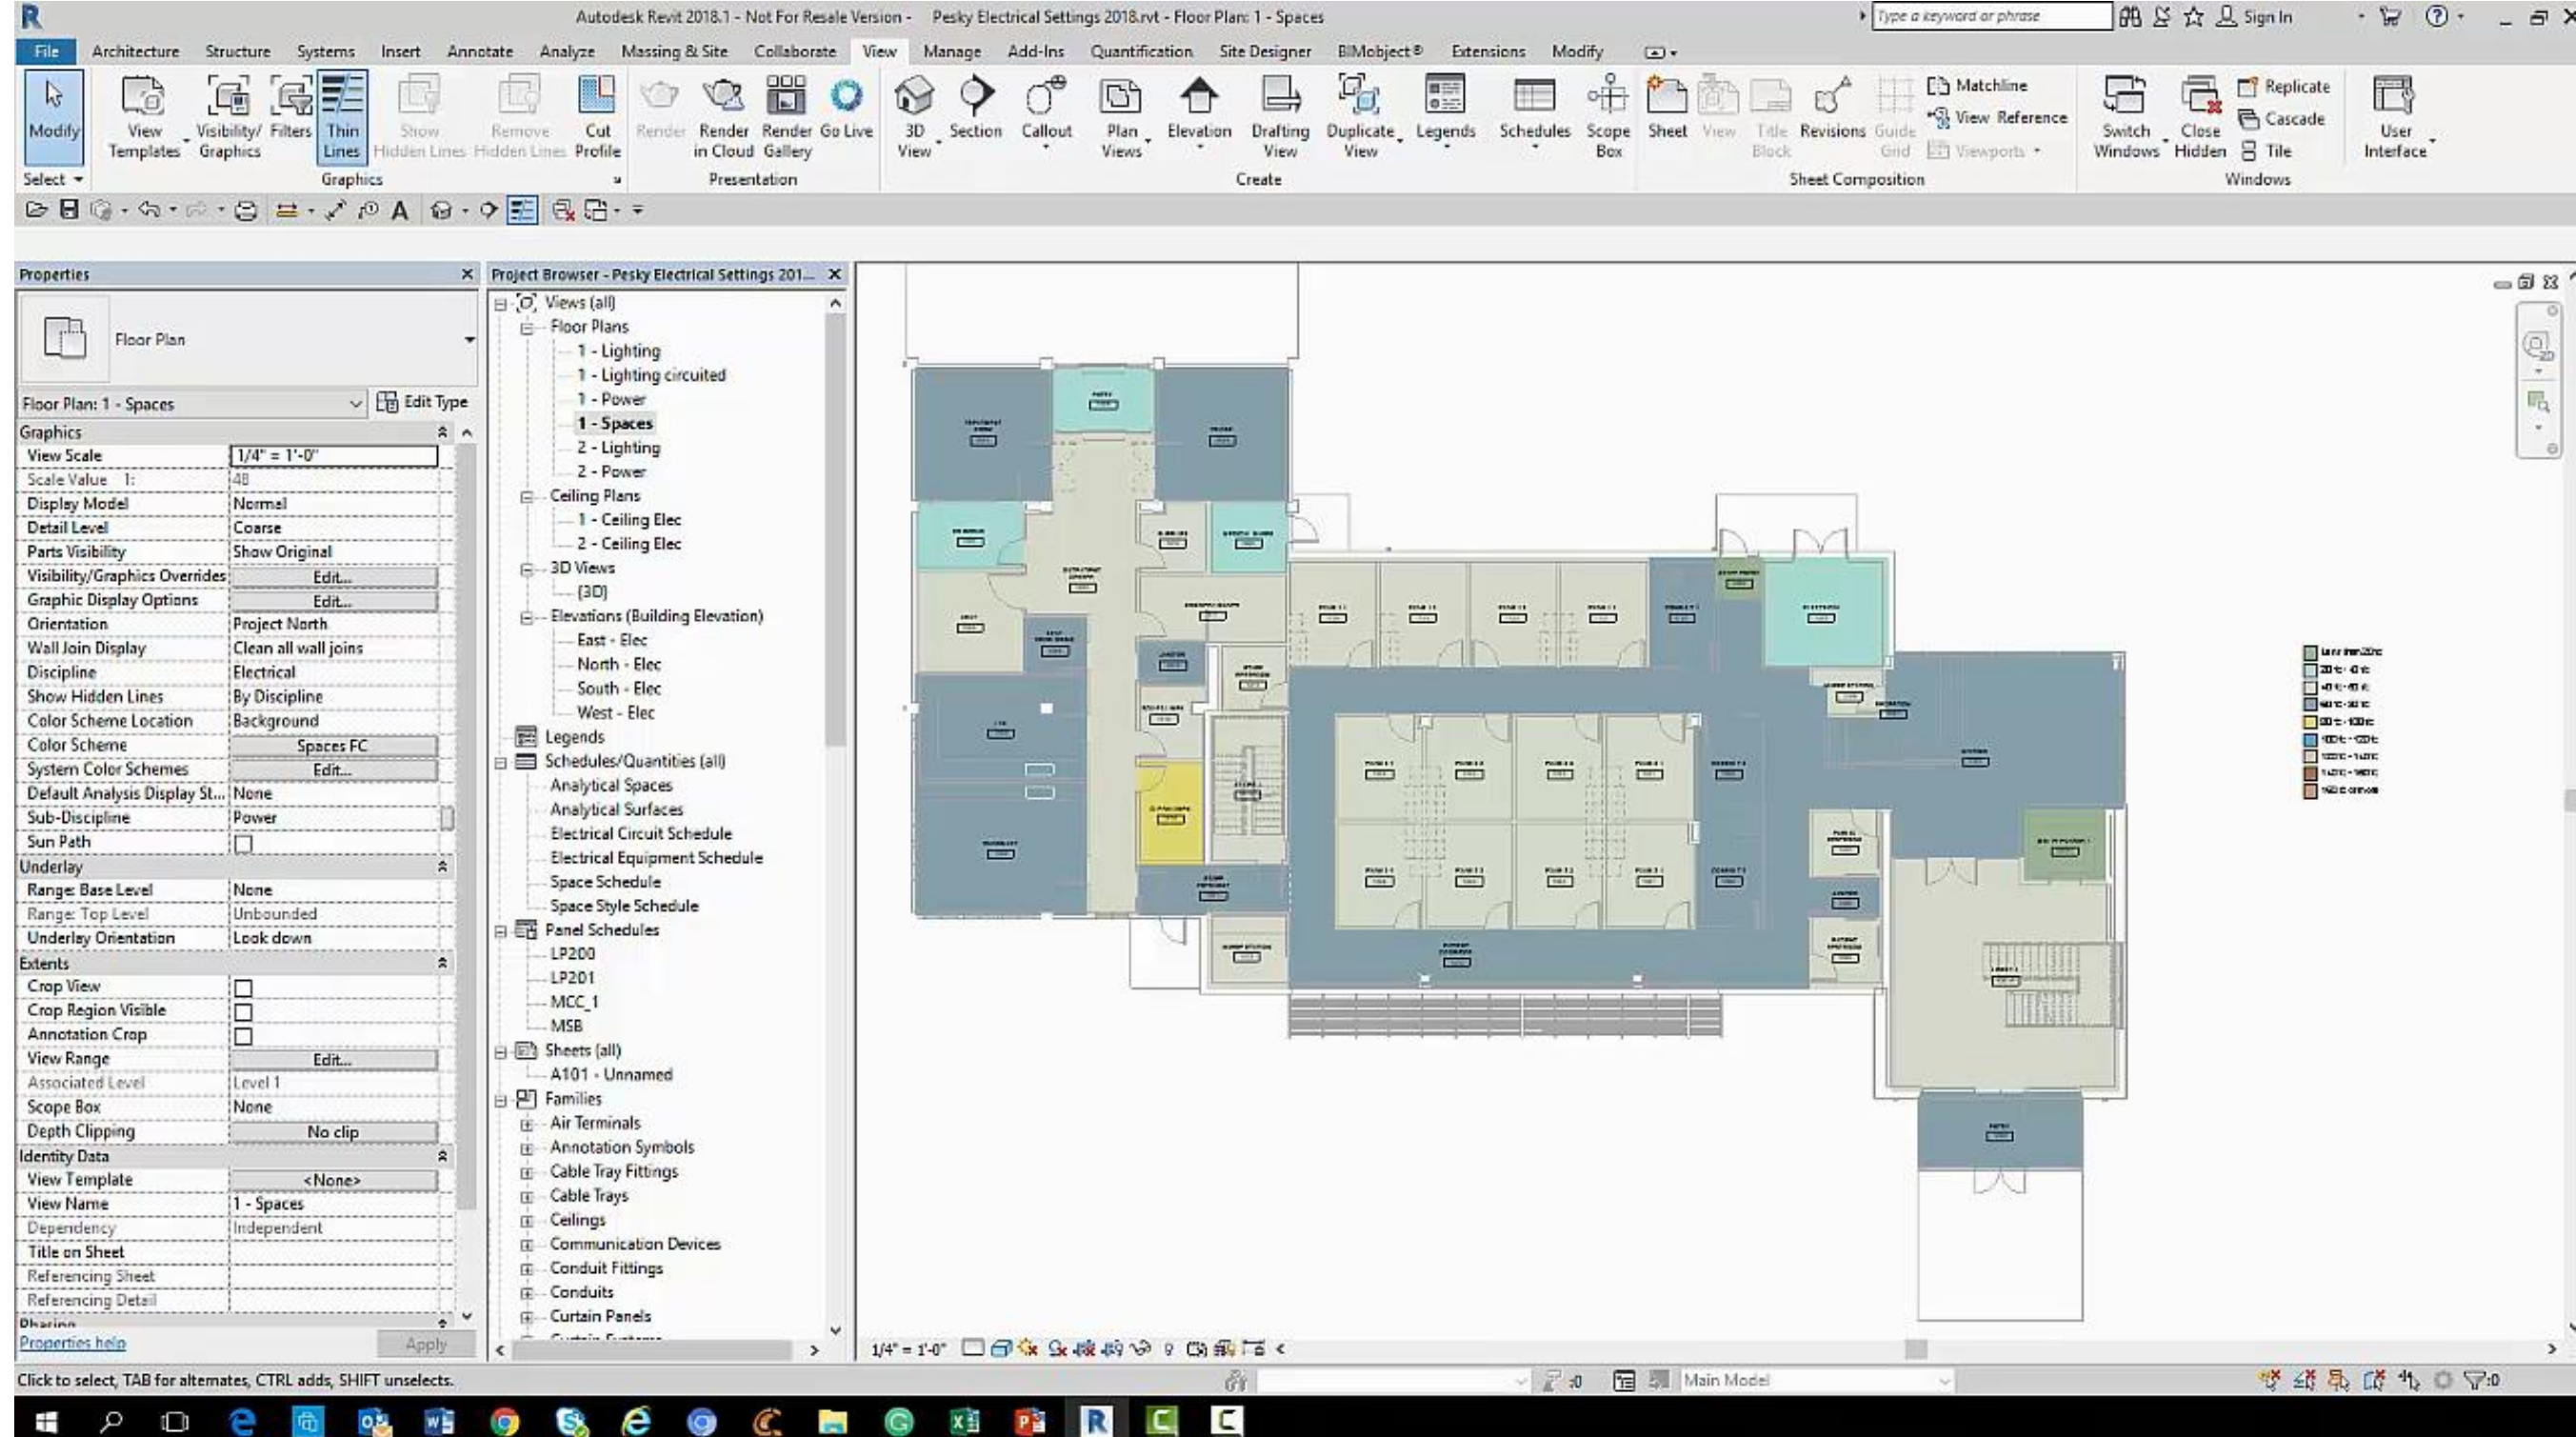 Autodesk Revit 2018.1 - Not For Resale Version - Pesky Electrical Settings 2018.rvt - Floor Plan: 1 - Spaces
Type a keyword or phrase
Sign In
File Architecture Structure Systems Insert Annotate Analyze Massing & Site Collaborate View Manage Add-Ins Quantification Site Designer BIMobject® Extensions Modify
Modify
View Templates
Visibility/ Graphics
Filters
Thin Lines
Show Hidden Lines
Remove Hidden Lines
Cut Profile
Render
Render in Cloud
Render Gallery
Go Live
3D View
Section
Callout
Plan Views
Elevation
Drafting View
Duplicate View
Legends
Schedules
Scope Box
Sheet
View
Title Block
Revisions
Guide Grid
Matchline
View Reference
Viewports
Switch Windows
Close Hidden
Replicate
Cascade
Tile
User Interface
Select
Graphics
Presentation
Create
Sheet Composition
Windows
Properties
Floor Plan
Floor Plan: 1 - Spaces
Edit Type
Graphics
View Scale 1/4" = 1'-0"
Scale Value 1: 48
Display Model Normal
Detail Level Coarse
Parts Visibility Show Original
Visibility/Graphics Overrides Edit...
Graphic Display Options Edit...
Orientation Project North
Wall Join Display Clean all wall joins
Discipline Electrical
Show Hidden Lines By Discipline
Color Scheme Location Background
Color Scheme Spaces FC
System Color Schemes Edit...
Default Analysis Display St... None
Sub-Discipline Power
Sun Path
Underlay
Range: Base Level None
Range: Top Level Unbounded
Underlay Orientation Look down
Extents
Crop View
Crop Region Visible
Annotation Crop
View Range Edit...
Associated Level Level 1
Scope Box None
Depth Clipping No clip
Identity Data
View Template <None>
View Name 1 - Spaces
Dependency Independent
Title on Sheet
Referencing Sheet
Referencing Detail
Phasing
Properties help
Apply
Project Browser - Pesky Electrical Settings 201...
Views (all)
Floor Plans
1 - Lighting
1 - Lighting circuited
1 - Power
1 - Spaces
2 - Lighting
2 - Power
Ceiling Plans
1 - Ceiling Elec
2 - Ceiling Elec
3D Views
{3D}
Elevations (Building Elevation)
East - Elec
North - Elec
South - Elec
West - Elec
Legends
Schedules/Quantities (all)
Analytical Spaces
Analytical Surfaces
Electrical Circuit Schedule
Electrical Equipment Schedule
Space Schedule
Space Style Schedule
Panel Schedules
LP200
LP201
MCC_1
MSB
Sheets (all)
A101 - Unnamed
Families
Air Terminals
Annotation Symbols
Cable Tray Fittings
Cable Trays
Ceilings
Communication Devices
Conduit Fittings
Conduits
Curtain Panels
Curtain Systems
1/4" = 1'-0"
Click to select, TAB for alternates, CTRL adds, SHIFT unselects.
:0
Main Model
:0